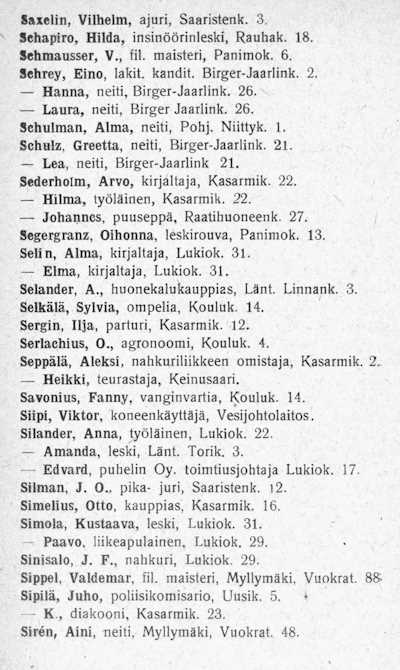 Saxelin, Vilhelm, ajuri, Saaristenk. 3.
Schapiro, Hilda, insinöörinleski, Rauhak. 18.
Schmausser, V., fil. maisteri, Panimok. 6.
Schrey, Eino, lakit. kandit. Birger-Jaarlink. 2.
— Hanna, neiti, Birger-Jaarlink. 26.
— Laura, neiti, Birger Jaarlink. 26.
Schulman, Alma, neiti, Pohj. Niittyk. 1.
Schulz, Greetta, neiti, Birger-Jaarlink. 21.
— Lea, neiti, Birger-Jaarlink 21.
Sederholm, Arvo, kirjaltaja, Kasarmik. 22.
— Hilma, työläinen, Kasarmik. 22.
— Johannes, puuseppä, Raatihuoneenk. 27.
Segergranz, Oihonna, leskirouva, Panimok. 13.
Selin, Alma, kirjaltaja, Lukiok. 31.
— Elma, kirjaltaja, Lukiok. 31.
Selander, A., huonekalukauppias, Länt. Linnank. 3.
Selkälä, Sylvia, ompelia, Kouluk. 14.
Sergin, Ilja, parturi, Kasarmik. 12.
Serlachius, O., agronoomi, Kouluk. 4.
Seppälä, Aleksi, nahkuriliikkeen omistaja, Kasarmik. 2.
— Heikki, teurastaja, Keinusaari.
Savonius, Fanny, vanginvartia, Kouluk. 14.
Siipi, Viktor, koneenkäyttäjä, Vesijohtolaitos.
Silander, Anna, työläinen, Lukiok. 22.
— Amanda, leski, Länt. Torik. 3.
— Edvard, puhelin Oy. toimtiusjohtaja Lukiok. 17.
Silman, J. O., pika- juri, Saaristenk. 12.
Simelius, Otto, kauppias, Kasarmik. 16.
Simola, Kustaava, leski, Lukiok. 31.
— Paavo, liikeapulainen, Lukiok. 29.
Sinisalo, J. F., nahkuri, Lukiok. 29.
Sippel, Valdemar, fil. maisteri, Myllymäki, Vuokrat. 88
Sipilä, Juho, poliisikomisario, Uusik. 5.
— K., diakooni, Kasarmik. 23.
Sirén, Aini, neiti, Myllymäki, Vuokrat. 48.